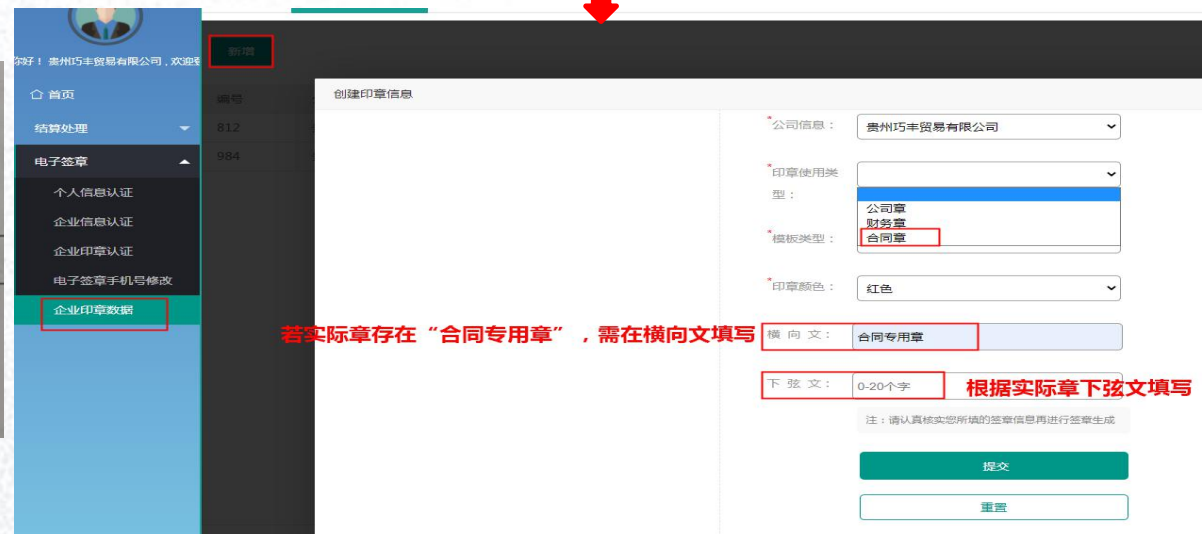 你好！ 贵州巧丰贸易有限公司，欢迎
首页
结算处理
电子签章
个人信息认证
企业信息认证
企业印章认证
电子签章手机号修改
企业印章数据
新增
编号
812
984
创建印章信息
*公司信息：
贵州巧丰贸易有限公司
*印章使用类
型：
公司章
财务章
合同章
*模板类型：
*印章颜色：
红色
若实际章存在“合同专用章”，需在横向文填写
横 向 文：
合同专用章
下 弦 文：
0-20个字
根据实际章下弦文填写
注：请认真核实您所填的签章信息再进行签章生成
提交
重置